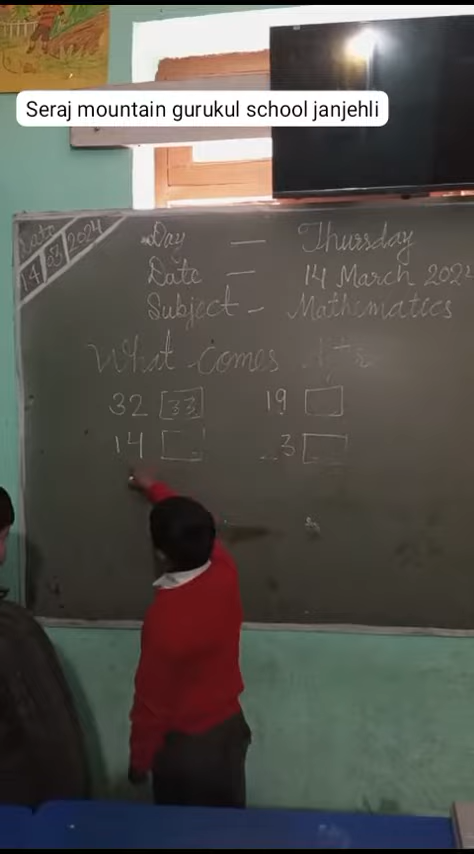 Seraj mountain gurukul school janjehli
Date
14 03 2024
Day — Thursday
Date — 14 March 2024
Subject - Mathematics
What comes After
32 33 19
14 3